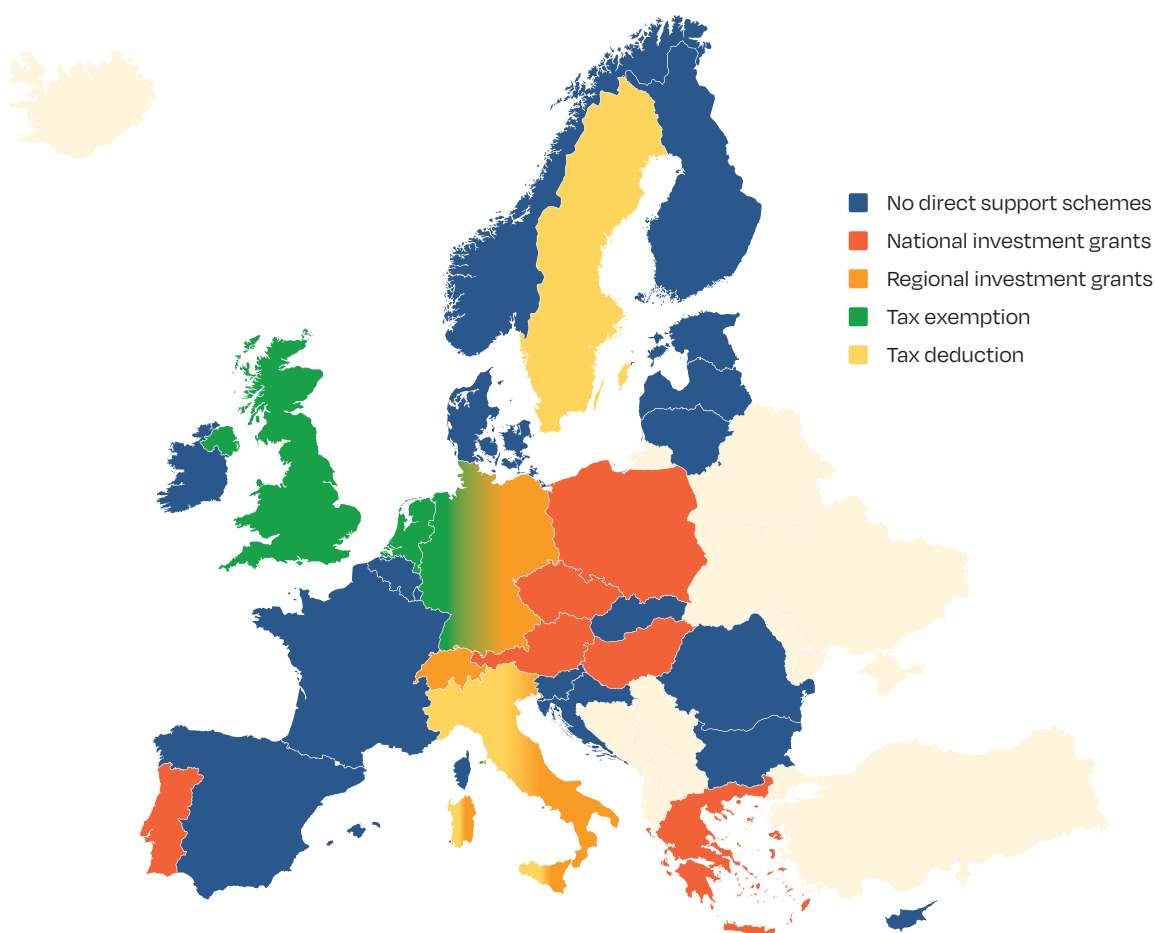 No direct support schemes
National investment grants
Regional investment grants
Tax exemption
Tax deduction